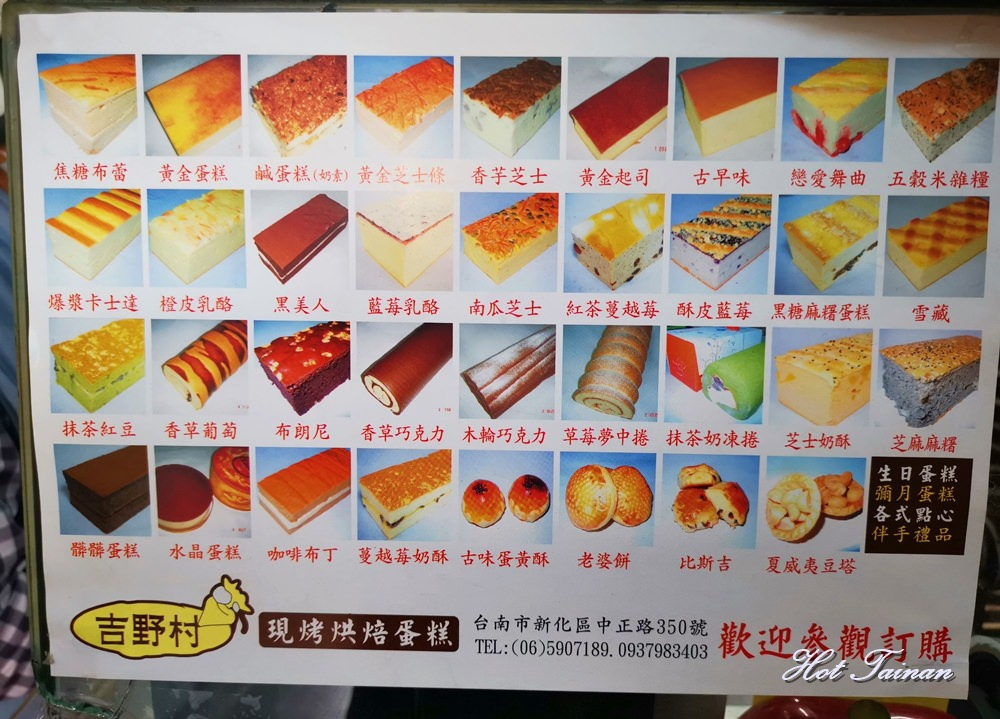 焦糖布蕾 黃金蛋糕 鹹蛋糕(奶素) 黃金芝士條 香芋芝士 黃金起司 古早味 戀愛舞曲 五穀米雜糧
爆漿卡士達 橙皮乳酪 黑美人 藍莓乳酪 南瓜芝士 紅茶蔓越莓 酥皮藍莓 黑糖麻糬蛋糕 雪藏
抹茶紅豆 香草葡萄 布朗尼 香草巧克力 木輪巧克力 草莓夢中捲 抹茶奶凍捲 芝士奶酥 芝麻麻糬
髒髒蛋糕 水晶蛋糕 咖啡布丁 蔓越莓奶酥 古味蛋黃酥 老婆餅 比斯吉 夏威夷豆塔
生日蛋糕
彌月蛋糕
各式點心
伴手禮品
吉野村 現烤烘焙蛋糕
台南市新化區中正路350號
TEL:(06)5907189. 0937983403
歡迎參觀訂購
Hot Tainan